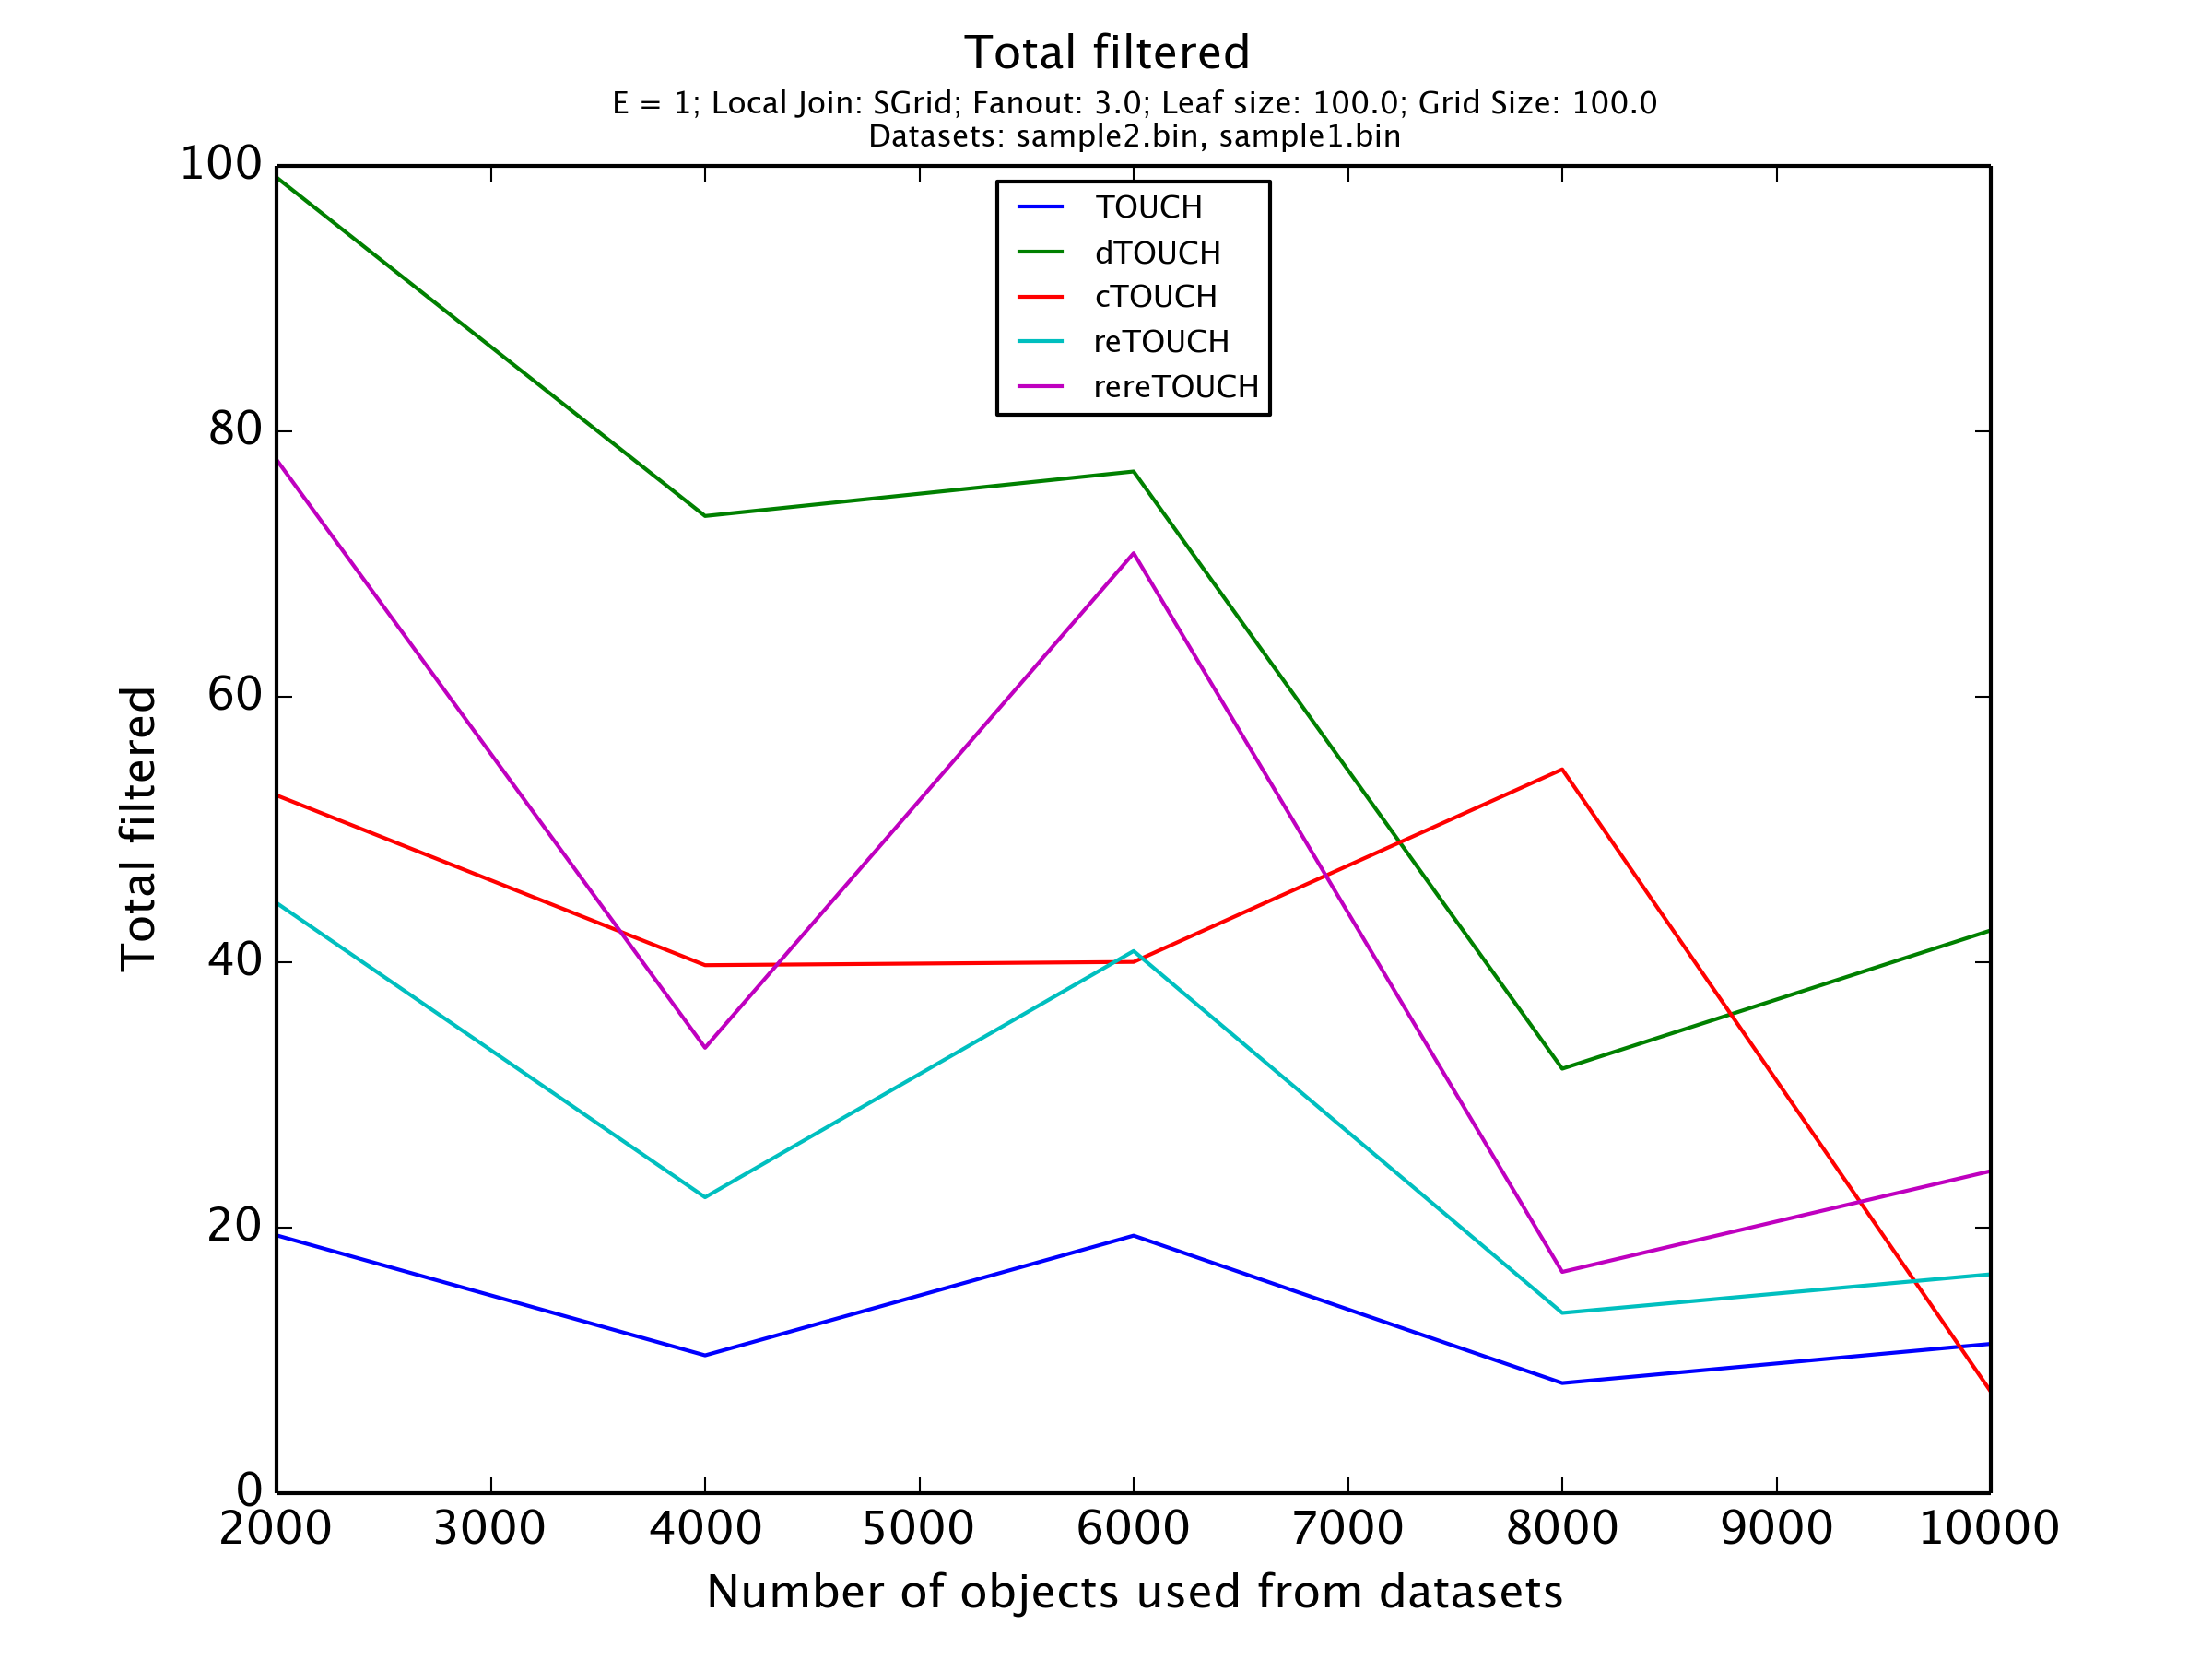 Total filtered
E = 1; Local Join: SGrid; Fanout: 3.0; Leaf size: 100.0; Grid Size: 100.0
Datasets: sample2.bin, sample1.bin
TOUCH
dTOUCH
cTOUCH
reTOUCH
rereTOUCH
100
80
60
40
20
0
Total filtered
2000 3000 4000 5000 6000 7000 8000 9000 10000
Number of objects used from datasets